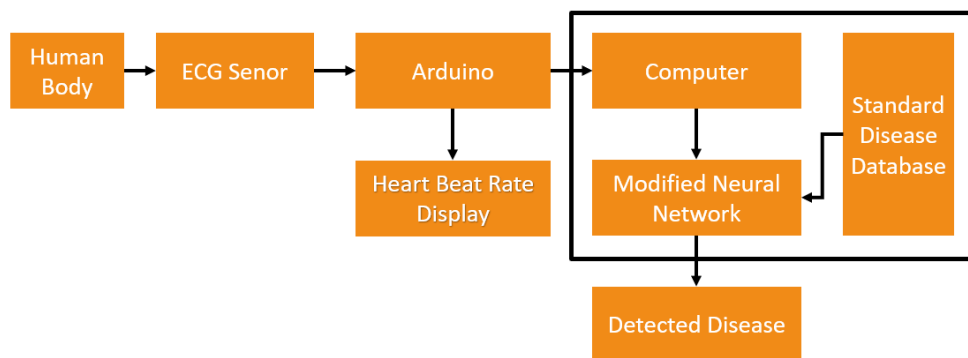 Human
Body
ECG Senor
Arduino
Computer
Standard
Disease
Database
Heart Beat Rate
Display
Modified Neural
Network
Detected Disease